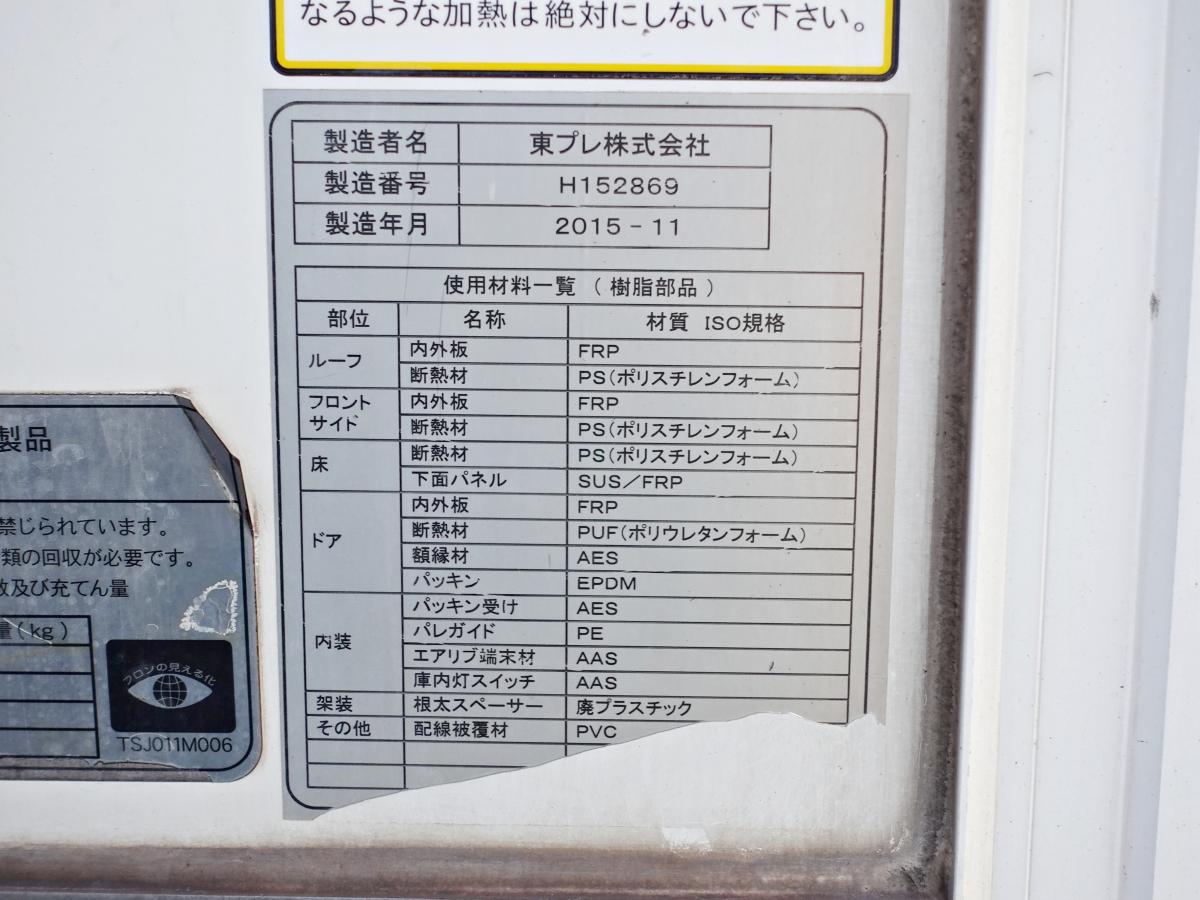 なるような加熱は絶対にしないで下さい。
製造者名 東プレ株式会社
製造番号 H152869
製造年月 2015-11
使用材料一覧（樹脂部品）
部位 名称 材質 ISO規格
ルーフ 内外板 FRP
断熱材 PS(ポリスチレンフォーム)
フロントサイド 内外板 FRP
断熱材 PS(ポリスチレンフォーム)
床 断熱材 PS(ポリスチレンフォーム)
下面パネル SUS／FRP
ドア 内外板 FRP
断熱材 PUF(ポリウレタンフォーム)
額縁材 AES
パッキン EPDM
内装 パッキン受け AES
パレガイド PE
エアリブ端末材 AAS
庫内灯スイッチ AAS
架装 根太スペーサー 廃プラスチック
その他 配線被覆材 PVC
製品
禁じられています。
類の回収が必要です。
数及び充てん量
量(kg)
フロンの見える化
TSJ011M006